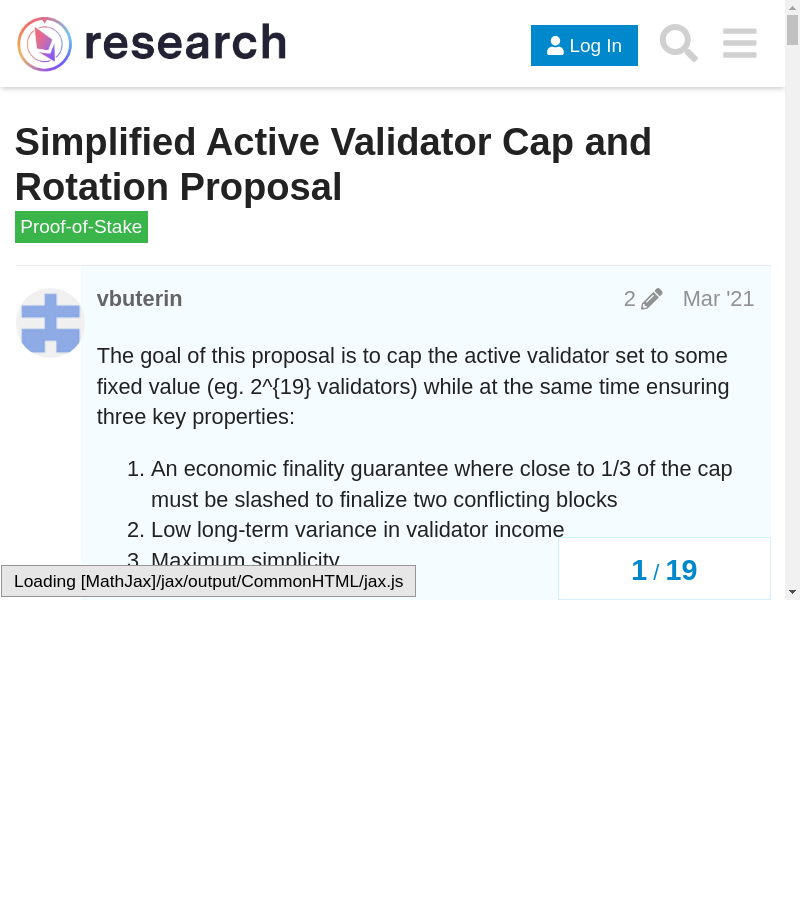 research
Log In
Simplified Active Validator Cap and
Rotation Proposal
Proof-of-Stake
vbuterin
2
Mar '21
The goal of this proposal is to cap the active validator set to some
fixed value (eg. 2^{19} validators) while at the same time ensuring
three key properties:
1. An economic finality guarantee where close to 1/3 of the cap
must be slashed to finalize two conflicting blocks
2. Low long-term variance in validator income
3. Maximum simplicity
1 / 19
Loading [MathJax]/jax/output/CommonHTML/jax.js